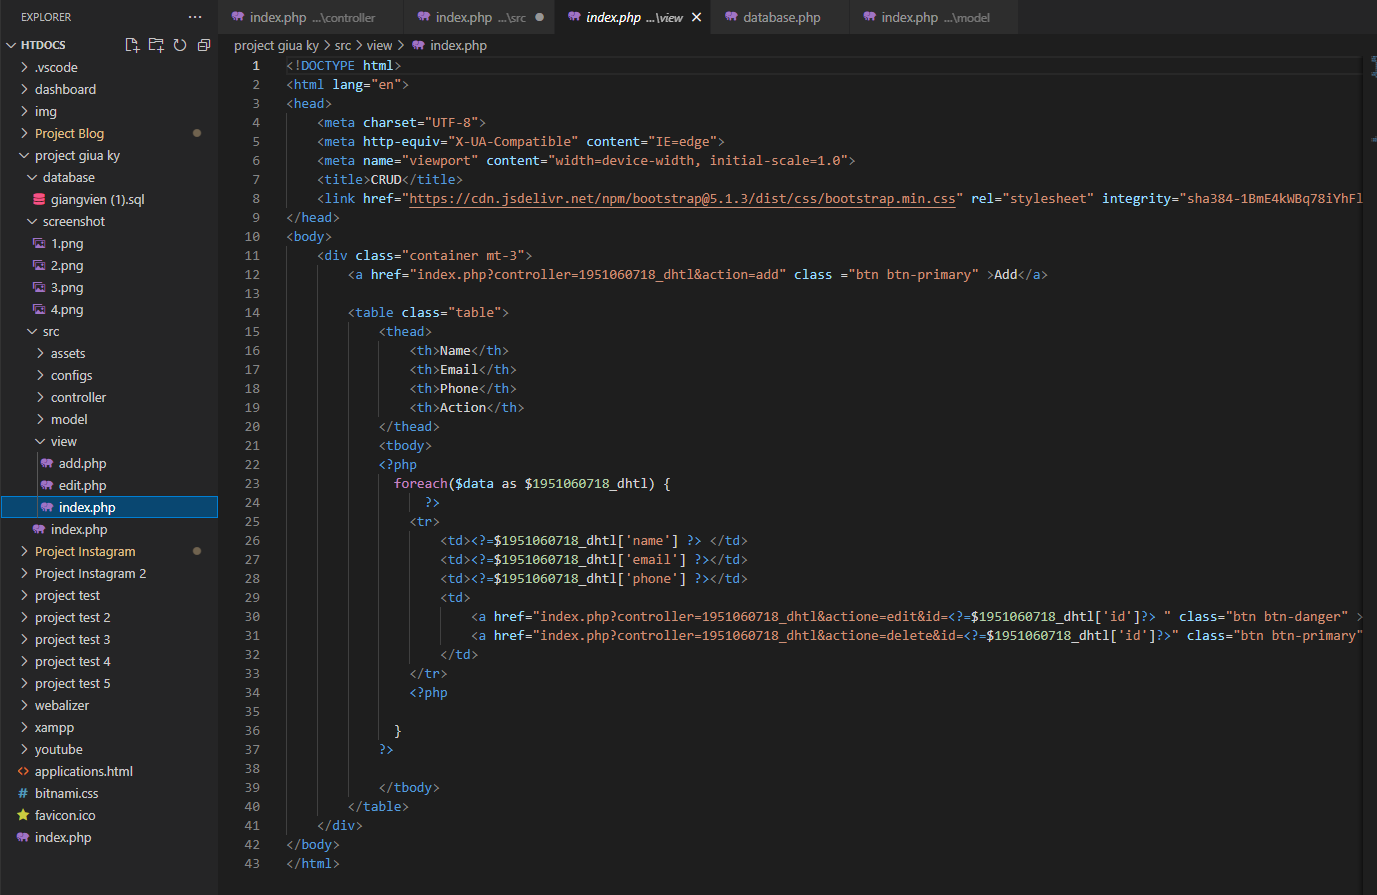 EXPLORER ...
HTDOCS
.vscode
dashboard
img
Project Blog
project giua ky
database
giangvien (1).sql
screenshot
1.png
2.png
3.png
4.png
src
assets
configs
controller
model
view
add.php
edit.php
index.php
index.php
Project Instagram
Project Instagram 2
project test
project test 2
project test 3
project test 4
project test 5
webalizer
xampp
youtube
applications.html
bitnami.css
favicon.ico
index.php
index.php ...\controller index.php ...\src index.php ...\view database.php index.php ...\model
project giua ky > src > view > index.php
1 <!DOCTYPE html>
2 <html lang="en">
3 <head>
4 <meta charset="UTF-8">
5 <meta http-equiv="X-UA-Compatible" content="IE=edge">
6 <meta name="viewport" content="width=device-width, initial-scale=1.0">
7 <title>CRUD</title>
8 <link href="https://cdn.jsdelivr.net/npm/bootstrap@5.1.3/dist/css/bootstrap.min.css" rel="stylesheet" integrity="sha384-1BmE4kWBq78iYhFl
9 </head>
10 <body>
11 <div class="container mt-3">
12 <a href="index.php?controller=1951060718_dhtl&action=add" class ="btn btn-primary" >Add</a>
13
14 <table class="table">
15 <thead>
16 <th>Name</th>
17 <th>Email</th>
18 <th>Phone</th>
19 <th>Action</th>
20 </thead>
21 <tbody>
22 <?php
23 foreach($data as $1951060718_dhtl) {
24 ?>
25 <tr>
26 <td><?=$1951060718_dhtl['name'] ?> </td>
27 <td><?=$1951060718_dhtl['email'] ?></td>
28 <td><?=$1951060718_dhtl['phone'] ?></td>
29 <td>
30 <a href="index.php?controller=1951060718_dhtl&actione=edit&id=<?=$1951060718_dhtl['id']?> " class="btn btn-danger" >
31 <a href="index.php?controller=1951060718_dhtl&actione=delete&id=<?=$1951060718_dhtl['id']?>" class="btn btn-primary"
32 </td>
33 </tr>
34 <?php
35
36 }
37 ?>
38
39 </tbody>
40 </table>
41 </div>
42 </body>
43 </html>